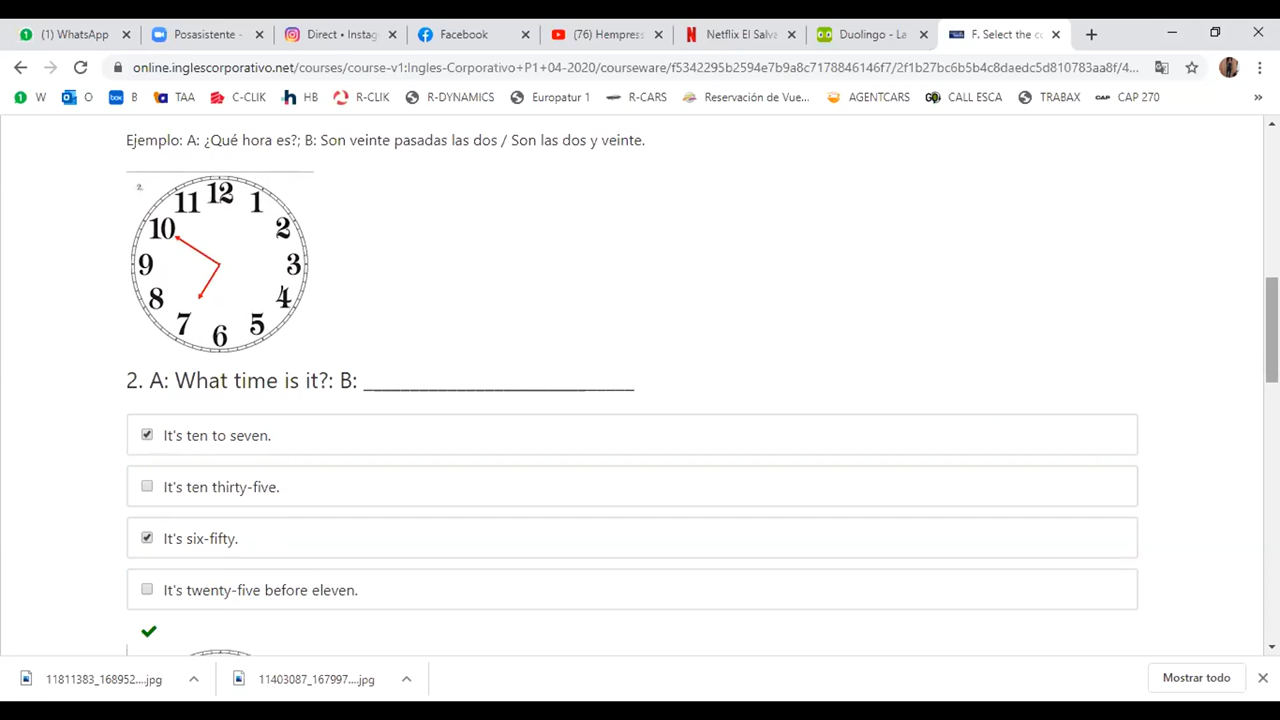 (1) WhatsApp
Posasistente -
Direct • Instag
Facebook
(76) Hempress
Netflix El Salva
Duolingo - La
F. Select the co
online.inglescorporativo.net/courses/course-v1:Ingles-Corporativo+P1+04-2020/courseware/f5342295b2594e7b9a8c7178846146f7/2f1b27bc6b5b4c8daedc5d810783aa8f/4...
W O B TAA C-CLIK HB R-CLIK R-DYNAMICS Europatur 1 R-CARS Reservación de Vue... AGENTCARS CALL ESCA TRABAX CAP 270
Ejemplo: A: ¿Qué hora es?; B: Son veinte pasadas las dos / Son las dos y veinte.
2.
12
1
2
3
4
5
6
7
8
9
10
11
2. A: What time is it?: B: ________________________
It's ten to seven.
It's ten thirty-five.
It's six-fifty.
It's twenty-five before eleven.
11811383_168952....jpg
11403087_167997....jpg
Mostrar todo